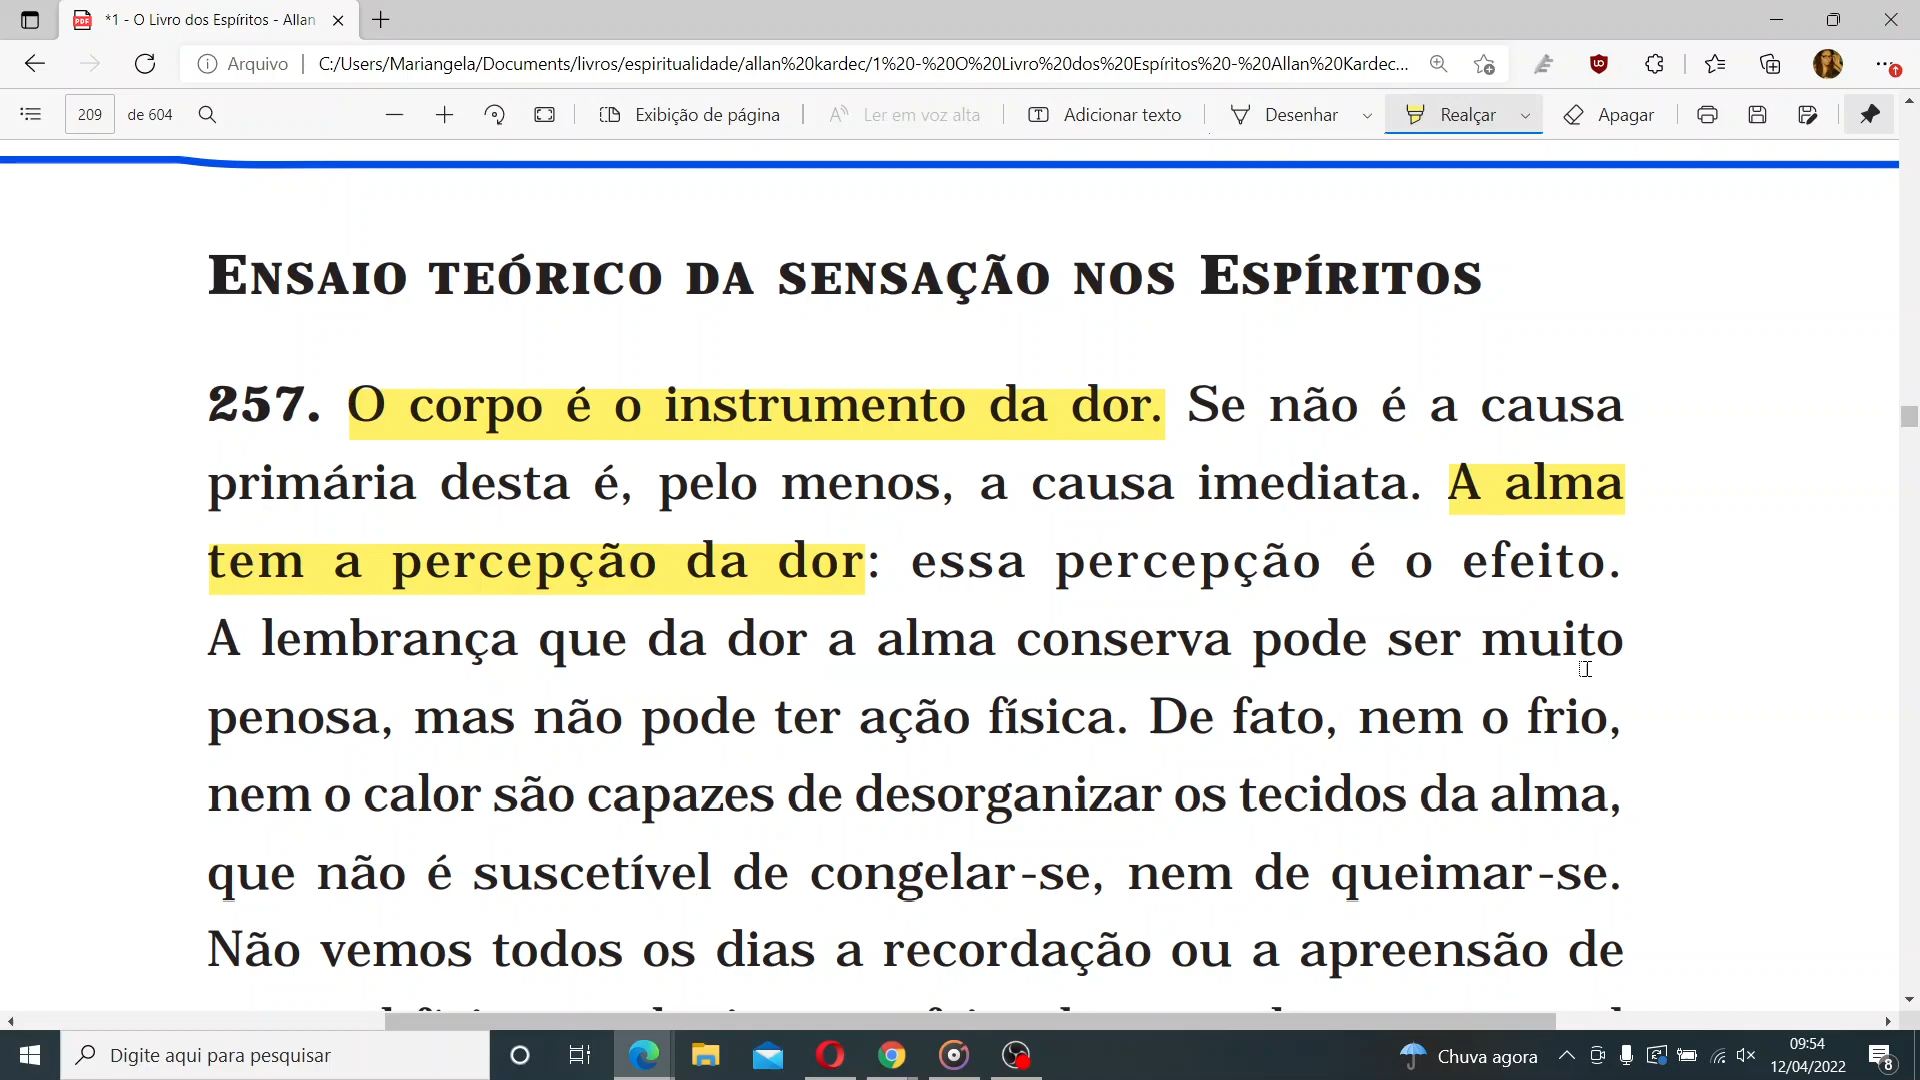 *1 - O Livro dos Espíritos - Allan
Arquivo
C:/Users/Mariangela/Documents/livros/espiritualidade/allan%20kardec/1%20-%20O%20Livro%20dos%20Espíritos%20-%20Allan%20Kardec...
209 de 604
Exibição de página
Ler em voz alta
Adicionar texto
Desenhar
Realçar
Apagar
ENSAIO TEÓRICO DA SENSAÇÃO NOS ESPÍRITOS
257. O corpo é o instrumento da dor. Se não é a causa
primária desta é, pelo menos, a causa imediata. A alma
tem a percepção da dor: essa percepção é o efeito.
A lembrança que da dor a alma conserva pode ser muito
penosa, mas não pode ter ação física. De fato, nem o frio,
nem o calor são capazes de desorganizar os tecidos da alma,
que não é suscetível de congelar-se, nem de queimar-se.
Não vemos todos os dias a recordação ou a apreensão de
Digite aqui para pesquisar
Chuva agora
09:54
12/04/2022
8